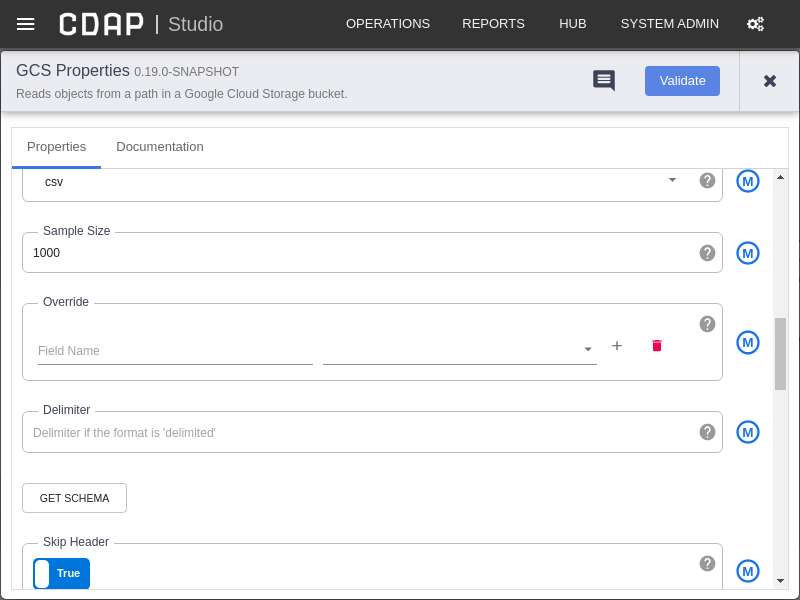 CDAP | Studio
OPERATIONS
REPORTS
HUB
SYSTEM ADMIN
GCS Properties 0.19.0-SNAPSHOT
Reads objects from a path in a Google Cloud Storage bucket.
Validate
Properties
Documentation
csv
?
M
Sample Size
1000
?
M
Override
?
Field Name
+
M
Delimiter
Delimiter if the format is 'delimited'
?
M
GET SCHEMA
Skip Header
True
?
M